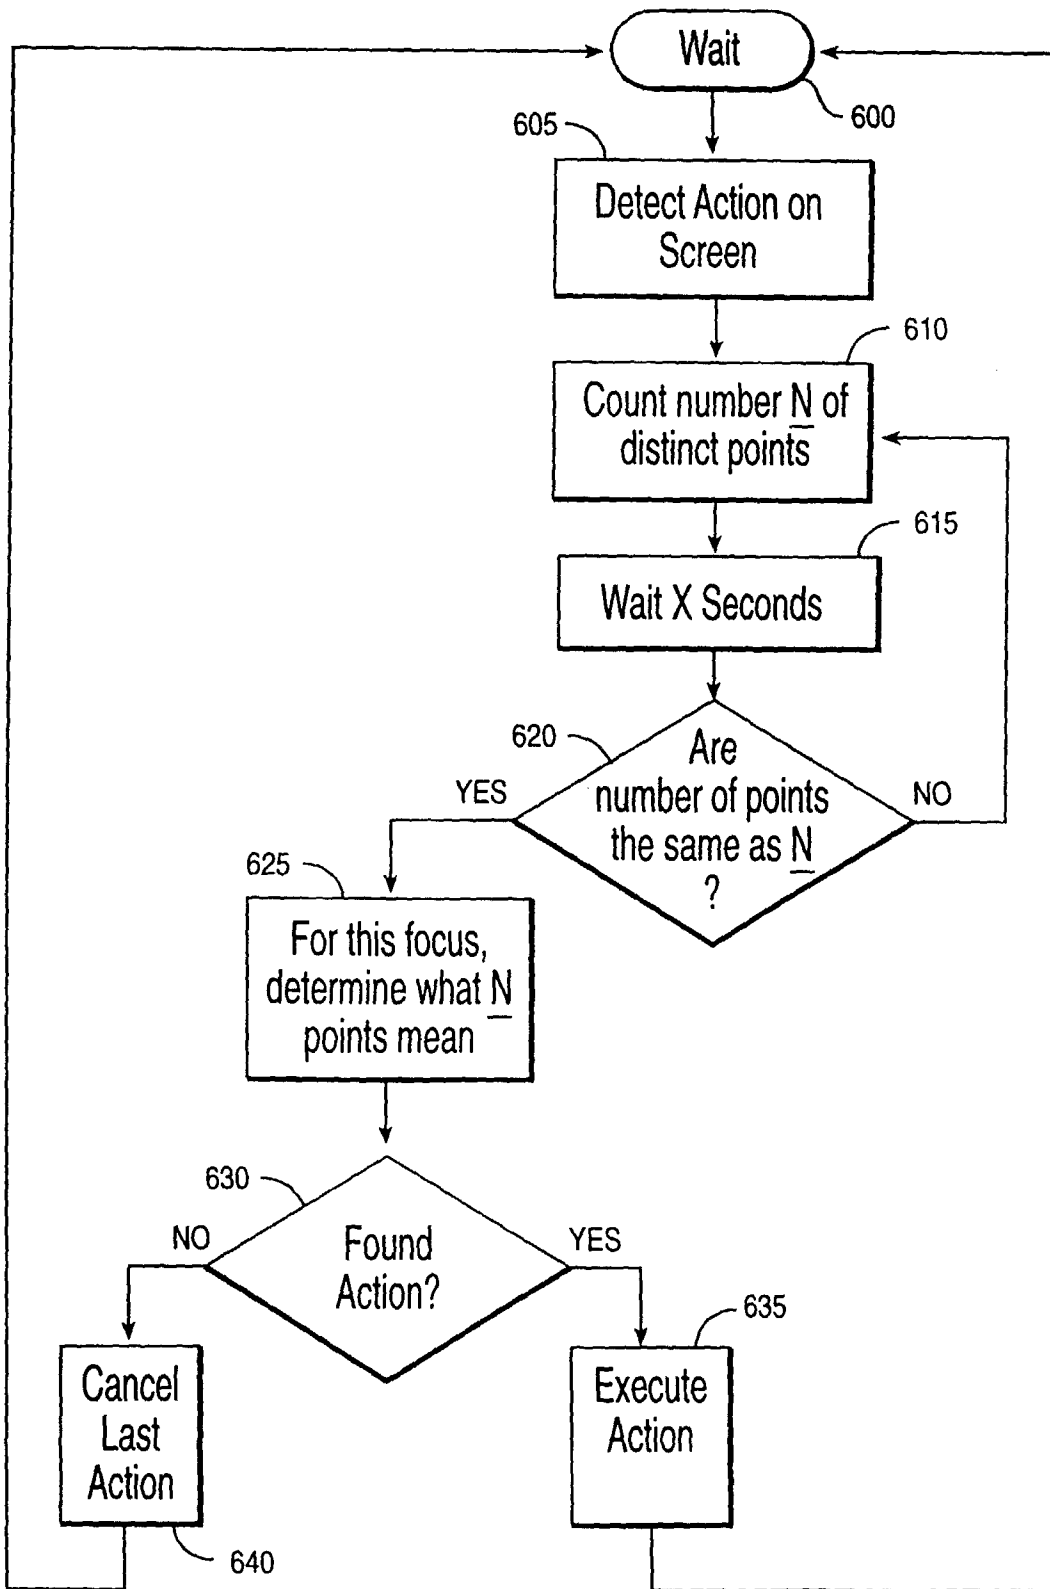 Wait
600
605
Detect Action on
Screen
610
Count number N of
distinct points
615
Wait X Seconds
620
Are
number of points
the same as N
?
YES
NO
625
For this focus,
determine what N
points mean
630
Found
Action?
NO
YES
635
Cancel
Last
Action
Execute
Action
640